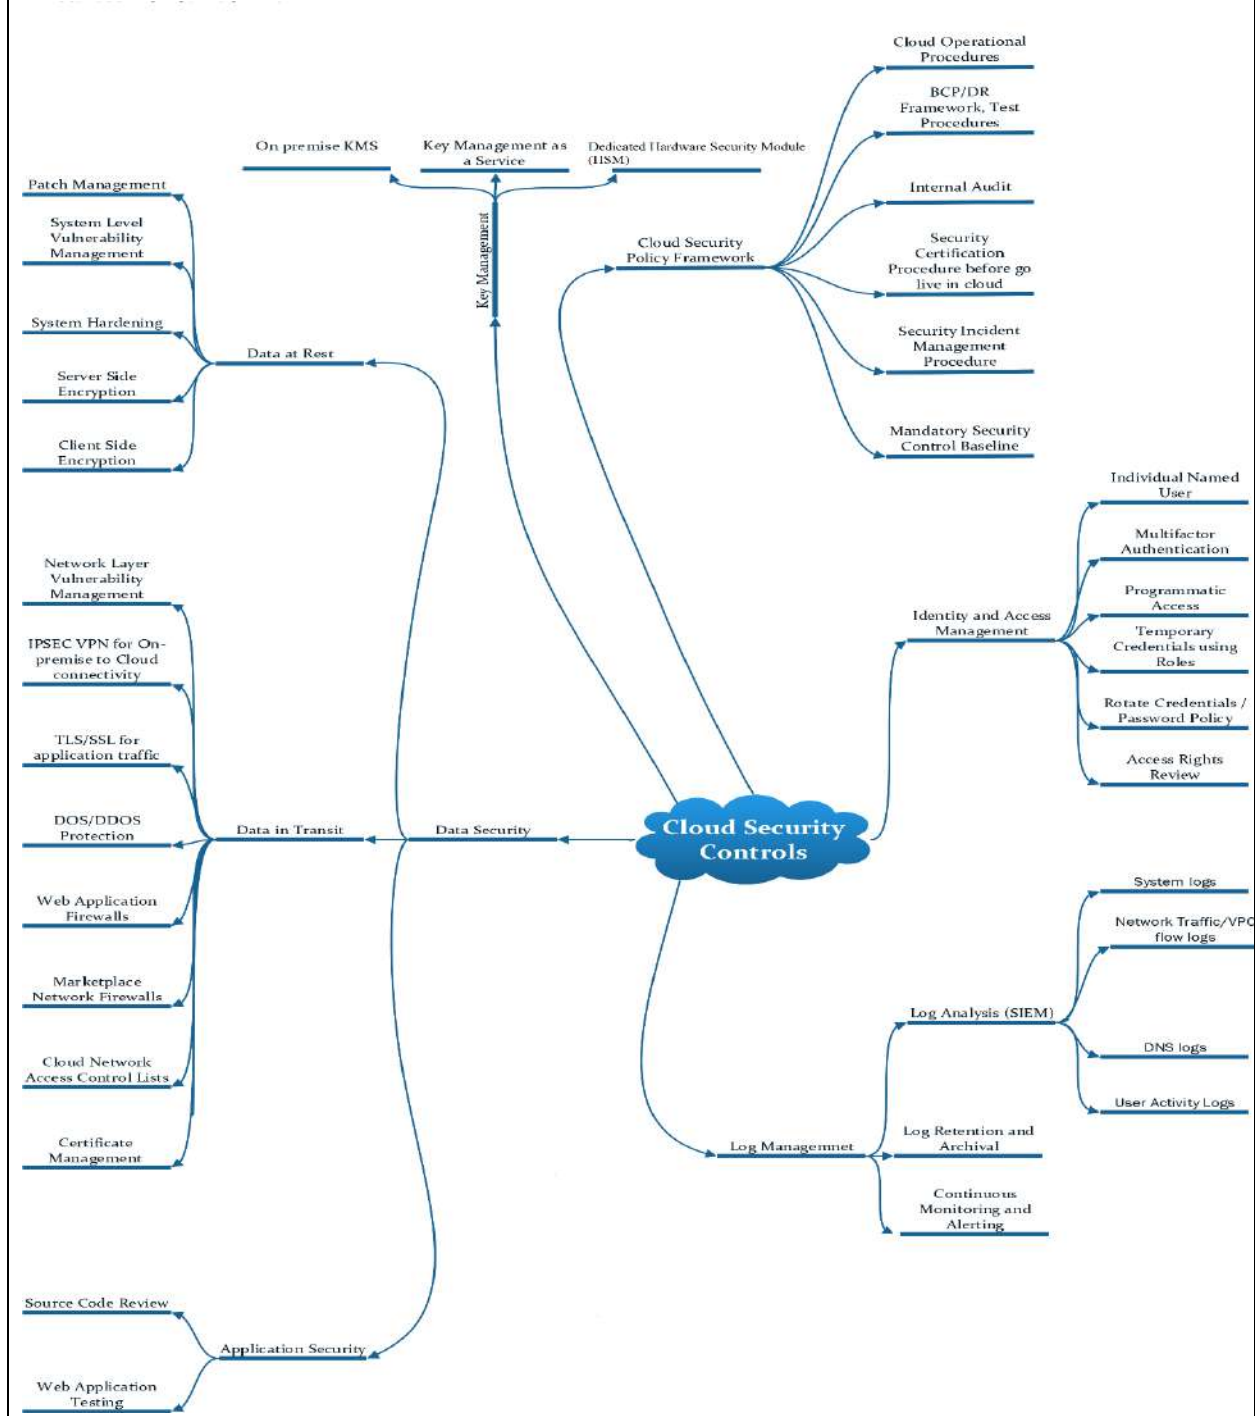 Cloud Operational
Procedures
BCP/DR
Framework, Test
Procedures
Internal Audit
Security
Certification
Procedure before go
live in cloud
Security Incident
Management
Procedure
Mandatory Security
Control Baseline
Cloud Security
Policy Framework
On premise KMS
Key Management as
a Service
Dedicated Hardware Security Module
(HSM)
Key Management
Patch Management
System Level
Vulnerability
Management
System Hardening
Server Side
Encryption
Client Side
Encryption
Data at Rest
Individual Named
User
Multifactor
Authentication
Programmatic
Access
Temporary
Credentials using
Roles
Rotate Credentials /
Password Policy
Access Rights
Review
Identity and Access
Management
Network Layer
Vulnerability
Management
IPSEC VPN for On-
premise to Cloud
connectivity
TLS/SSL for
application traffic
DOS/DDOS
Protection
Web Application
Firewalls
Marketplace
Network Firewalls
Cloud Network
Access Control Lists
Certificate
Management
Data in Transit
Data Security
Cloud Security
Controls
System logs
Network Traffic/VPC
flow logs
DNS logs
User Activity Logs
Log Analysis (SIEM)
Log Retention and
Archival
Continuous
Monitoring and
Alerting
Log Managemnet
Source Code Review
Web Application
Testing
Application Security